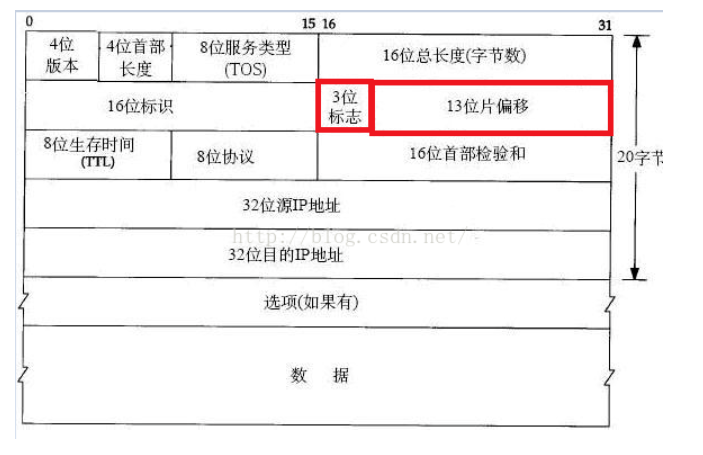 0 15 16 31
4位 4位首部 8位服务类型 16位总长度(字节数)
版本 长度 (TOS)
16位标识 3位 13位片偏移
标志
8位生存时间 8位协议 16位首部检验和
(TTL)
20字节
32位源IP地址
http://blog.csdn.net/
32位目的IP地址
选项(如果有)
数 据